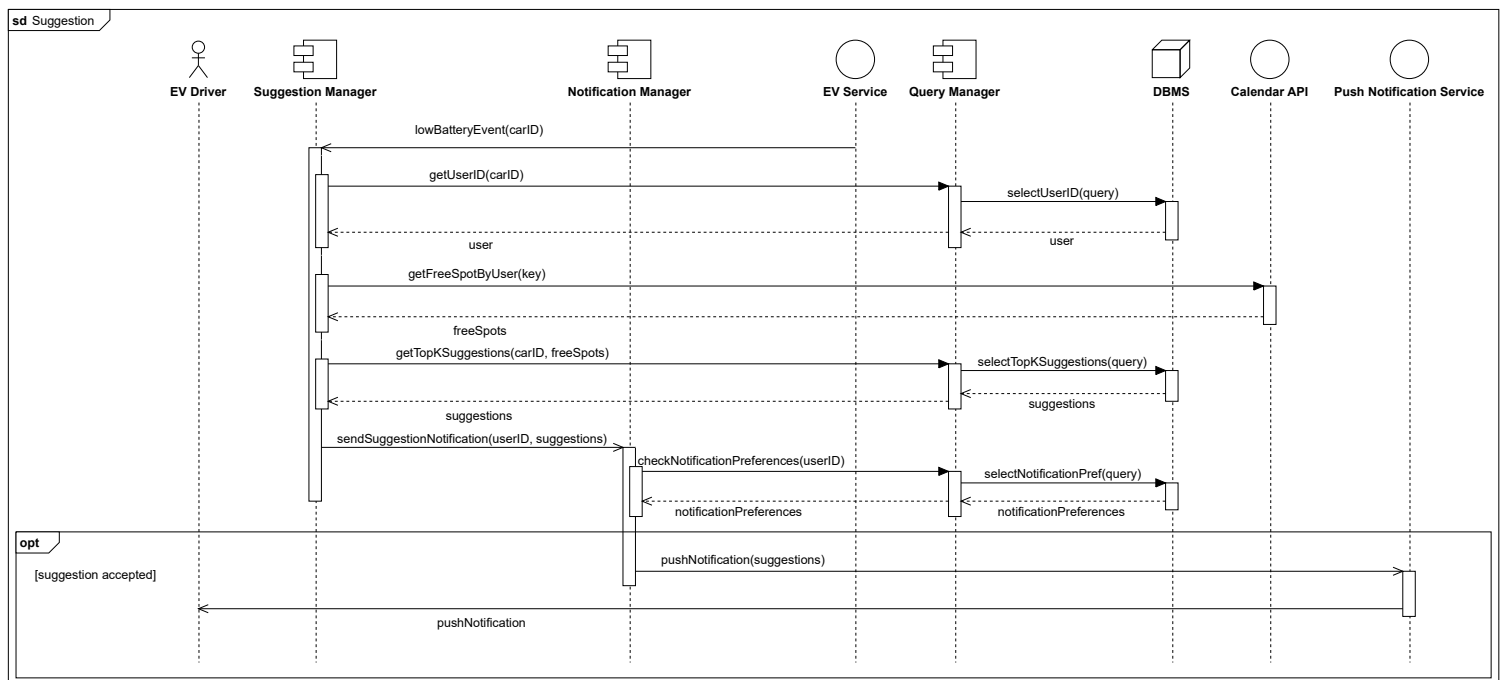 sd Suggestion
EV Driver
Suggestion Manager
Notification Manager
EV Service
Query Manager
DBMS
Calendar API
Push Notification Service
lowBatteryEvent(carID)
getUserID(carID)
selectUserID(query)
user
user
getFreeSpotByUser(key)
freeSpots
getTopKSuggestions(carID, freeSpots)
selectTopKSuggestions(query)
suggestions
suggestions
sendSuggestionNotification(userID, suggestions)
checkNotificationPreferences(userID)
selectNotificationPref(query)
notificationPreferences
notificationPreferences
opt
[suggestion accepted]
pushNotification(suggestions)
pushNotification